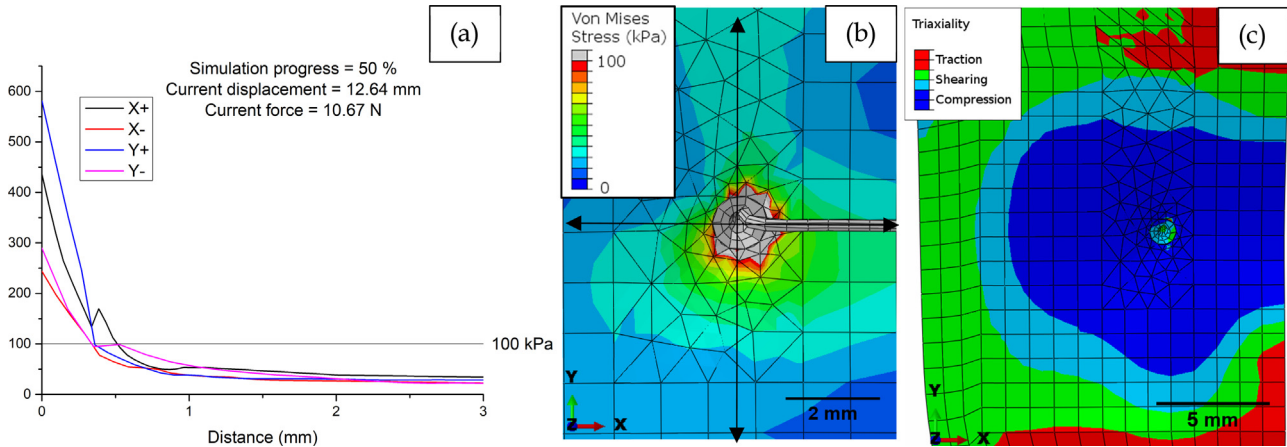 (a)
Simulation progress = 50 %
Current displacement = 12.64 mm
Current force = 10.67 N
600
500
400
300
200
100
0
X+
X-
Y+
Y-
100 kPa
0
1
2
3
Distance (mm)
(b)
Von Mises
Stress (kPa)
100
0
Y
Z
X
2 mm
(c)
Triaxiality
Traction
Shearing
Compression
Y
Z
X
5 mm